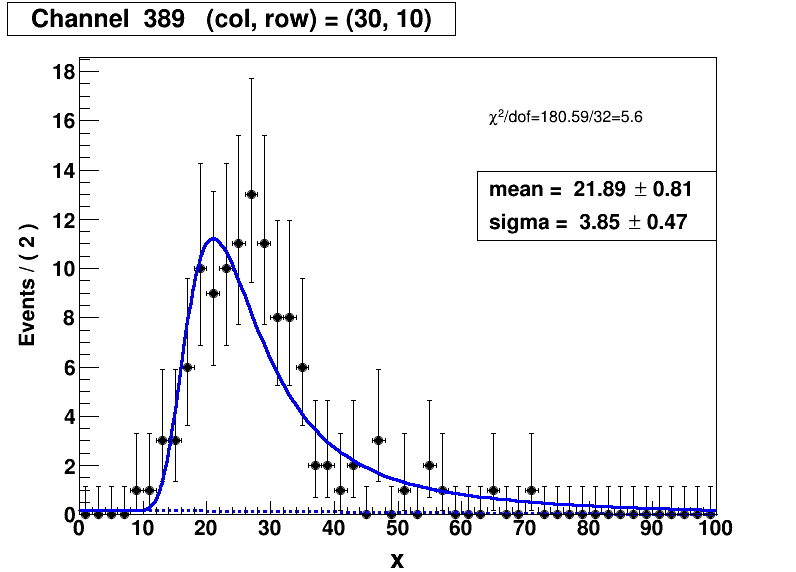 Channel 389 (col, row) = (30, 10)
χ²/dof=180.59/32=5.6
mean = 21.89 ± 0.81
sigma = 3.85 ± 0.47
Events / ( 2 )
18
16
14
12
10
8
6
4
2
0
0 10 20 30 40 50 60 70 80 90 100
x